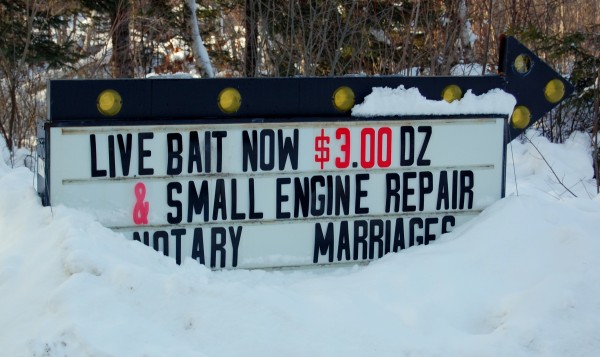 LIVE BAIT NOW $3.00 DZ
& SMALL ENGINE REPAIR
NOTARY MARRIAGES